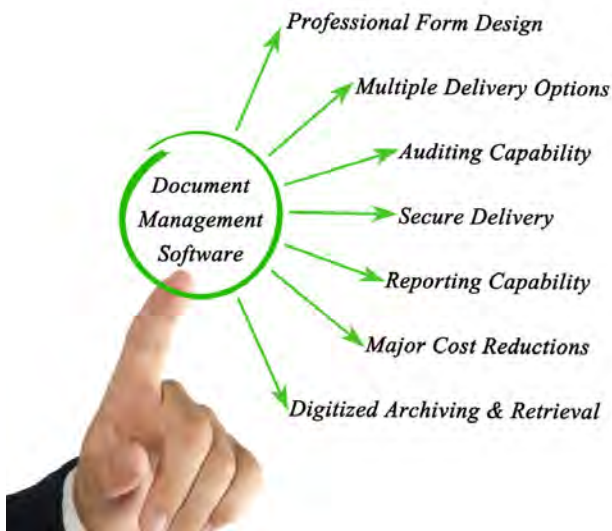 Professional Form Design
Multiple Delivery Options
Auditing Capability
Document
Management
Software
Secure Delivery
Reporting Capability
Major Cost Reductions
Digitized Archiving & Retrieval